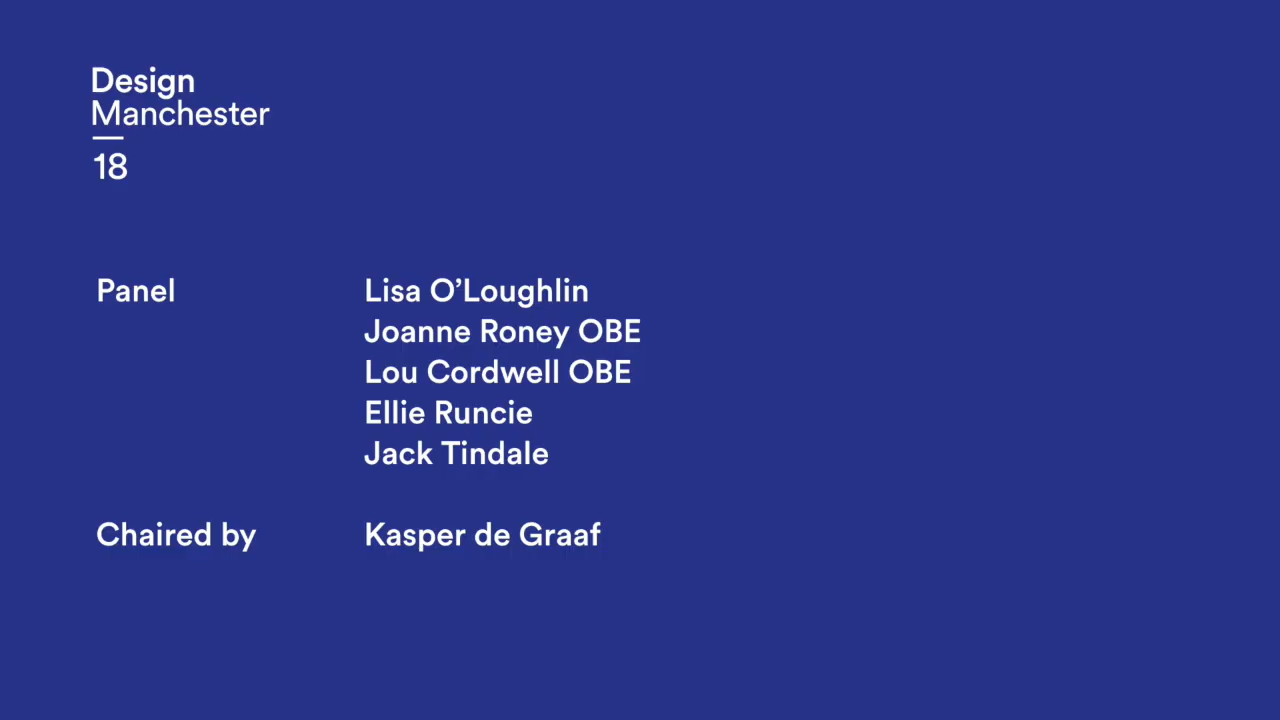 Design
Manchester
18
Panel
Lisa O’Loughlin
Joanne Roney OBE
Lou Cordwell OBE
Ellie Runcie
Jack Tindale
Chaired by
Kasper de Graaf